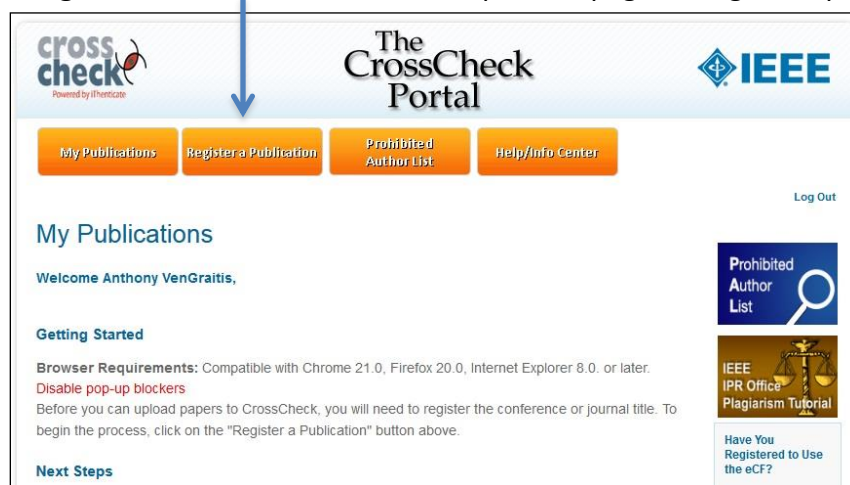 cross
check
Powered by iThenticate
The
CrossCheck
Portal
IEEE
My Publications
Register a Publication
Prohibited
Author List
Help/Info Center
Log Out
My Publications
Welcome Anthony VenGraitis,
Getting Started
Browser Requirements: Compatible with Chrome 21.0, Firefox 20.0, Internet Explorer 8.0. or later.
Disable pop-up blockers
Before you can upload papers to CrossCheck, you will need to register the conference or journal title. To
begin the process, click on the "Register a Publication" button above.
Next Steps
Prohibited
Author
List
IEEE
IPR Office
Plagiarism Tutorial
Have You
Registered to Use
the eCF?